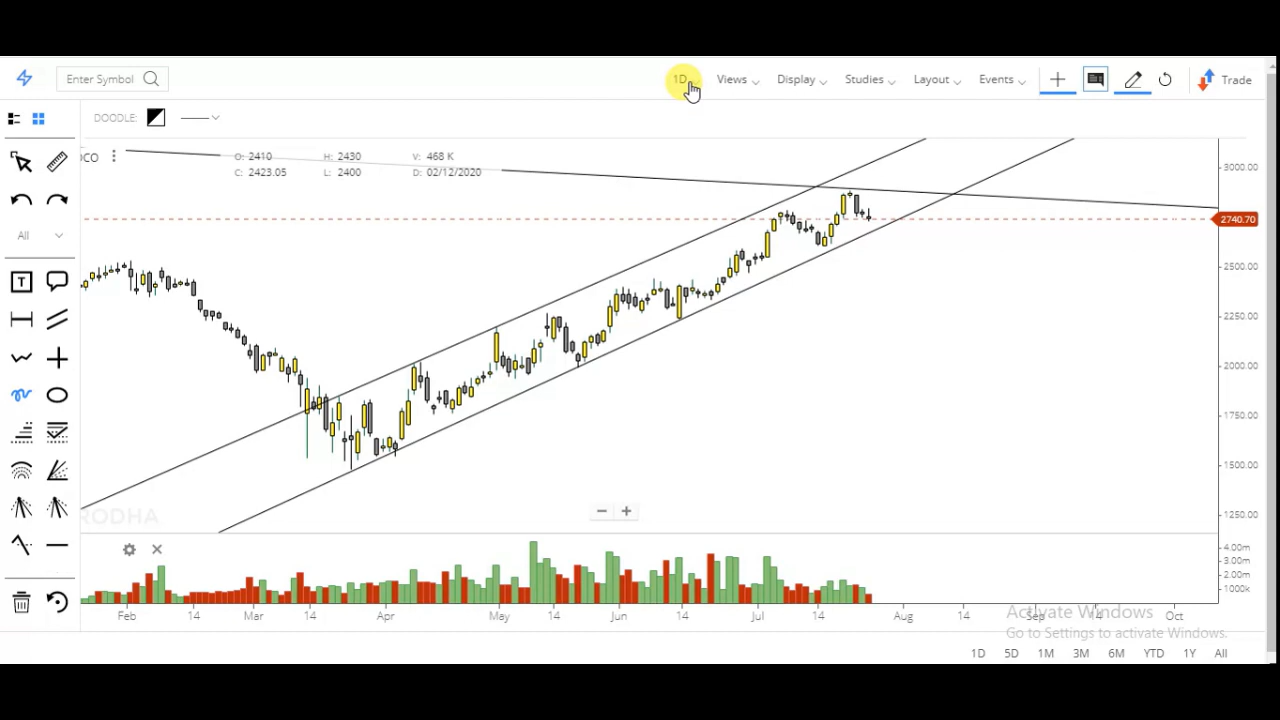 Enter Symbol
1D
Views
Display
Studies
Layout
Events
Trade
DOODLE:
CO
O: 2410 H: 2430 V: 468 K
C: 2423.05 L: 2400 D: 02/12/2020
All
T
3000.00
2740.70
2500.00
2250.00
2000.00
1750.00
1500.00
1250.00
RODHA
4.00m
3.00m
2.00m
1000k
Feb 14 Mar 14 Apr May 14 Jun 14 Jul 14 Aug 14 Sep 14 Oct
Activate Windows
Go to Settings to activate Windows.
1D 5D 1M 3M 6M YTD 1Y All